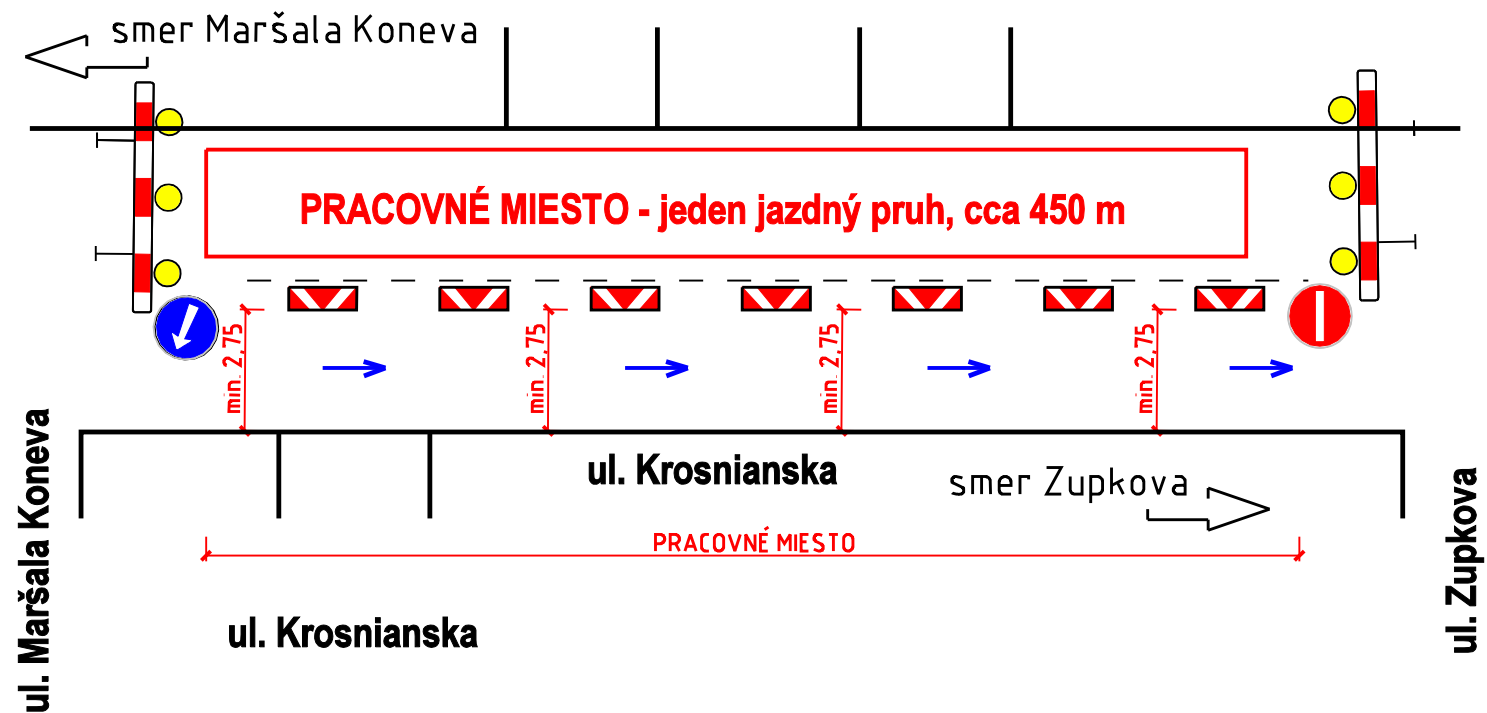 smer Maršala Koneva
PRACOVNÉ MIESTO - jeden jazdný pruh, cca 450 m
min. 2,75
min. 2,75
min. 2,75
min. 2,75
ul. Krosnianska
smer Zupkova
PRACOVNÉ MIESTO
ul. Krosnianska
ul. Maršala Koneva
ul. Zupkova